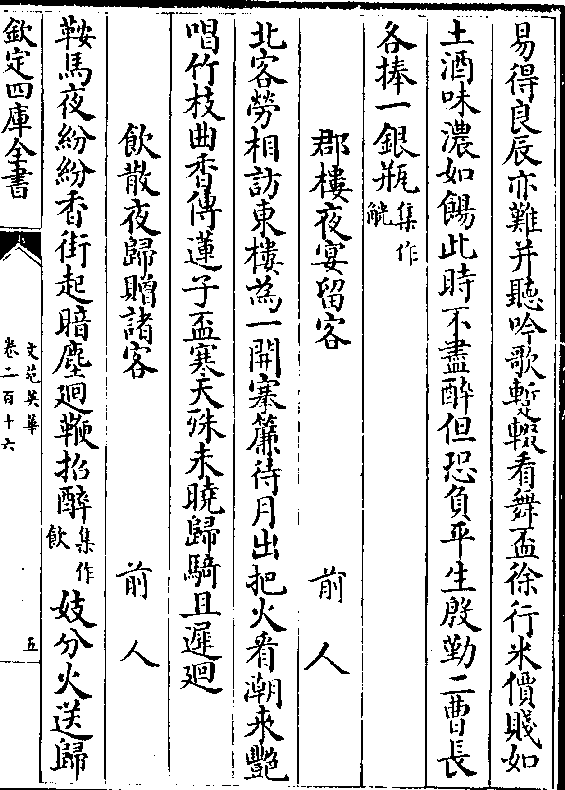 易得良辰亦難并聽吟歌暫輟看舞盃徐行米價賤如
土酒味濃如餳此時不盡醉但恐負平生殷勤二曹長
各捧一銀瓶集作觥
郡樓夜宴留客 前人
北客勞相訪東樓為一開寨簾待月出把火看潮來艷
唱竹枝曲香傳蓮子盃寒天殊未曉歸騎且遲廻
飲散夜歸贈諸客 前人
鞍馬夜紛紛香街起暗塵廻鞭招醉集作飲妓分火送歸
欽定四庫全書
文苑英華
卷二百十六
五